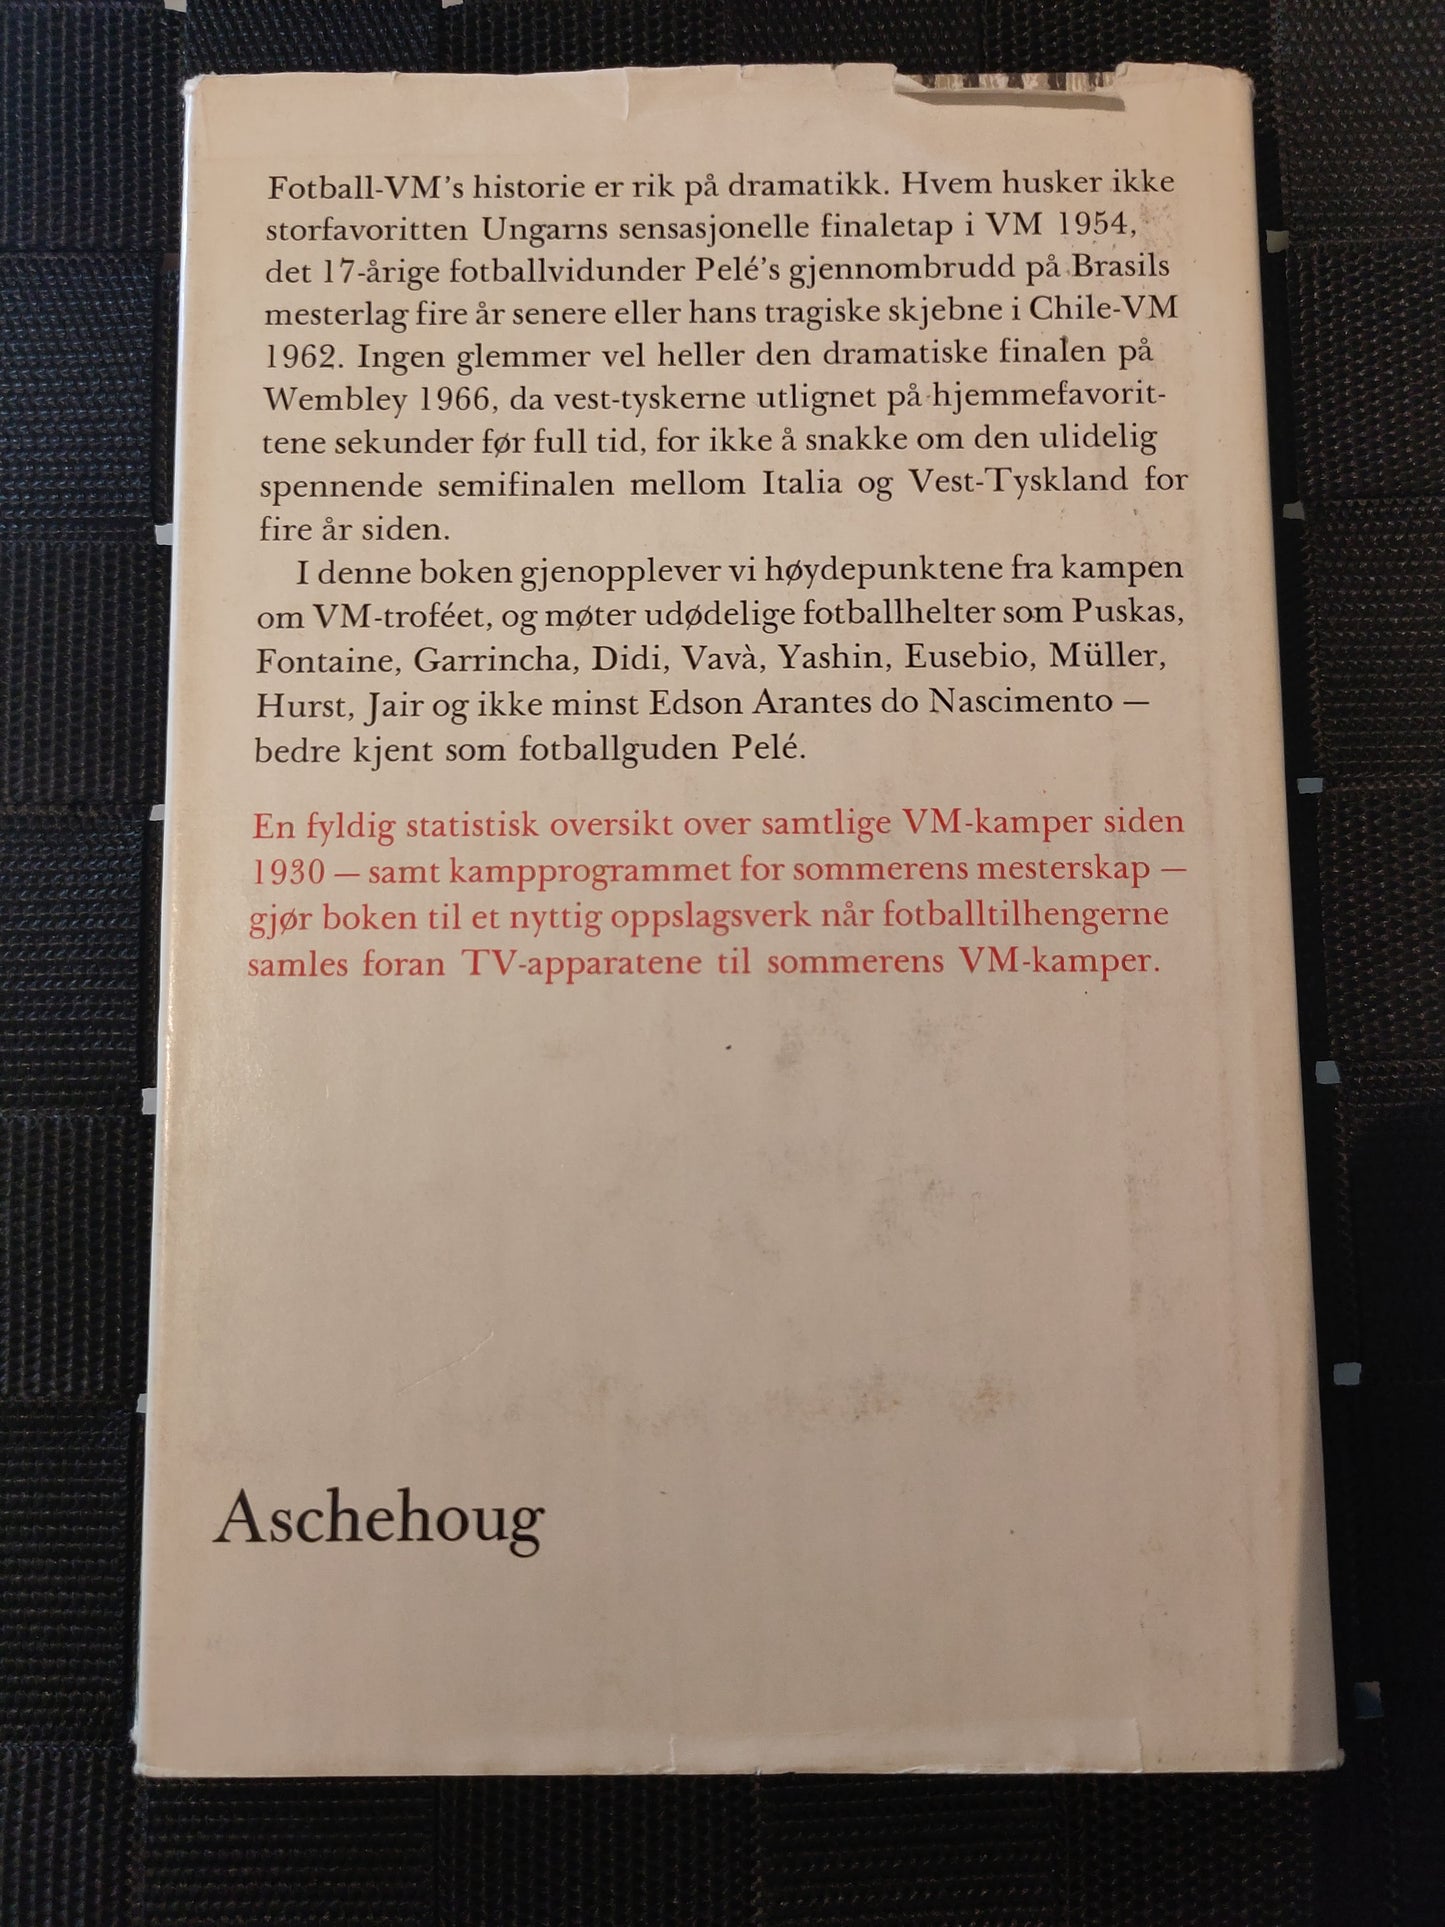 Fotball-VM’s historie er rik på dramatikk. Hvem husker ikke
storfavoritten Ungarns sensasjonelle finaletap i VM 1954,
det 17-årige fotballvidunder Pelé’s gjennombrudd på Brasils
mesterlag fire år senere eller hans tragiske skjebne i Chile-VM
1962. Ingen glemmer vel heller den dramatiske finalen på
Wembley 1966, da vest-tyskerne utlignet på hjemmefavorit-
tene sekunder før full tid, for ikke å snakke om den ulidelig
spennende semifinalen mellom Italia og Vest-Tyskland for
fire år siden.
I denne boken gjenopplever vi høydepunktene fra kampen
om VM-troféet, og møter udødelige fotballhelter som Puskas,
Fontaine, Garrincha, Didi, Vavà, Yashin, Eusebio, Müller,
Hurst, Jair og ikke minst Edson Arantes do Nascimento —
bedre kjent som fotballguden Pelé.
En fyldig statistisk oversikt over samtlige VM-kamper siden
1930 — samt kampprogrammet for sommerens mesterskap —
gjør boken til et nyttig oppslagsverk når fotballtilhengerne
samles foran TV-apparatene til sommerens VM-kamper.
Aschehoug